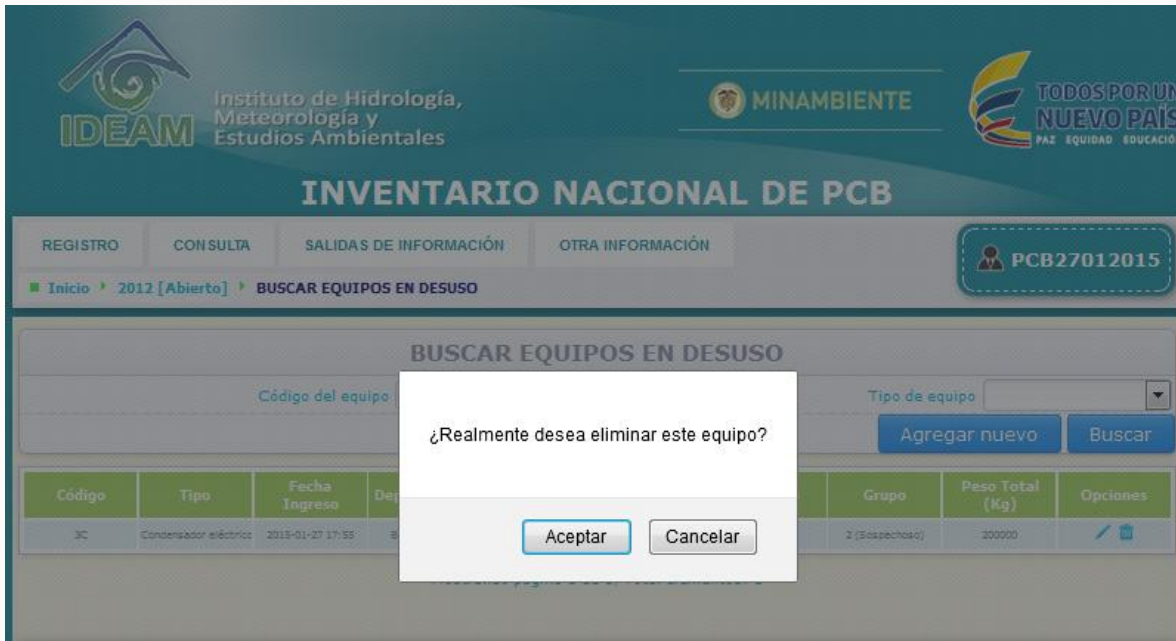 IDEAM
Instituto de Hidrología,
Meteorología y
Estudios Ambientales
MINAMBIENTE
TODOS POR UN
NUEVO PAÍS
PAZ EQUIDAD EDUCACIO
INVENTARIO NACIONAL DE PCB
REGISTRO CONSULTA SALIDAS DE INFORMACIÓN OTRA INFORMACIÓN
PCB27012015
Inicio 2012 [Abierto] BUSCAR EQUIPOS EN DESUSO
BUSCAR EQUIPOS EN DESUSO
Código del equipo Tipo de equipo
¿Realmente desea eliminar este equipo?
Agregar nuevo Buscar
Código Tipo Fecha Ingreso Dep Grupo Peso Total (Kg) Opciones
3C Condensador eléctrico 2015-01-27 17:55 2 (Sospechoso) 200000
Aceptar Cancelar